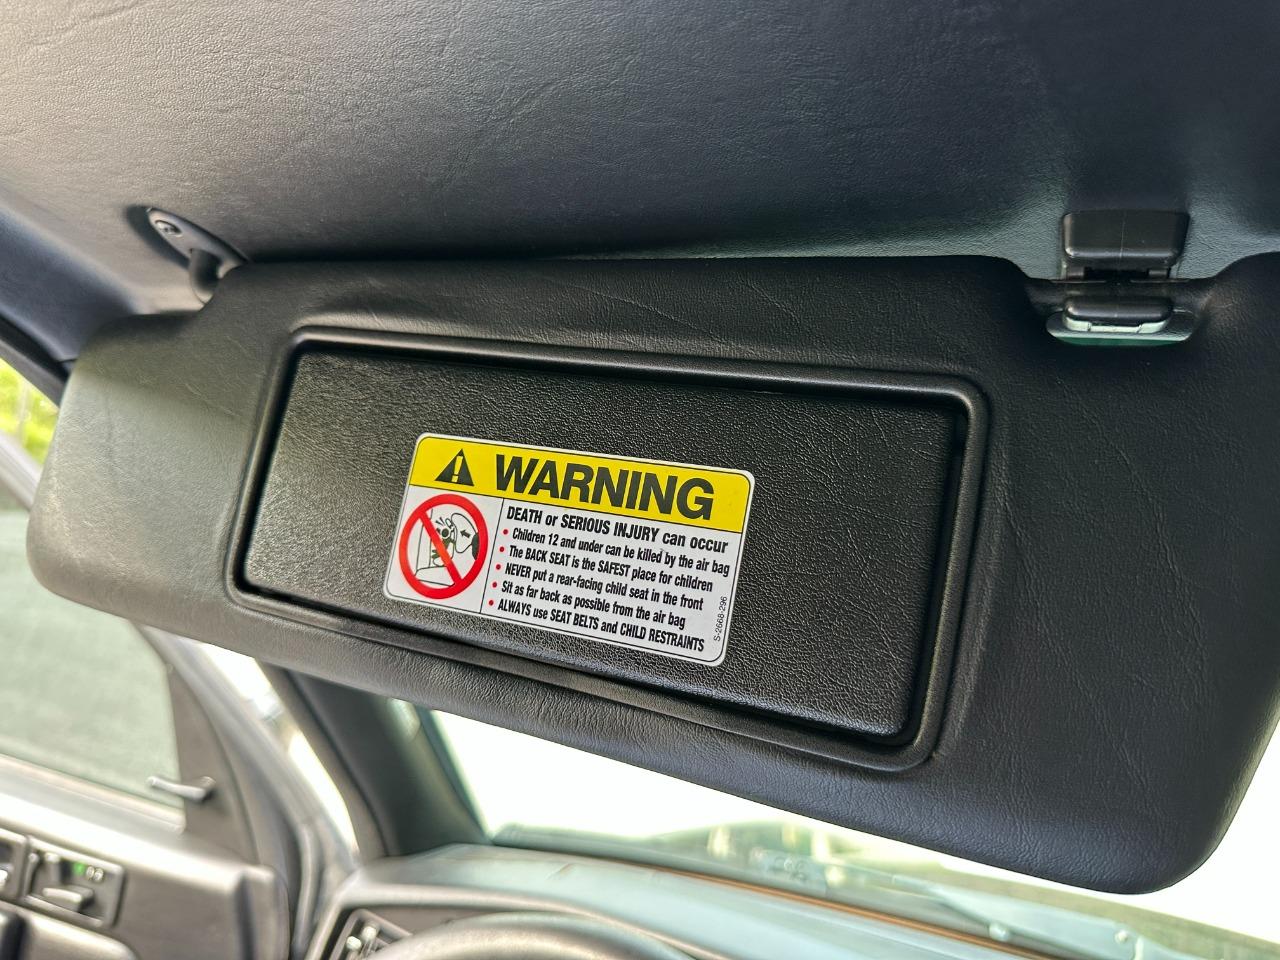 WARNING
DEATH or SERIOUS INJURY can occur
• Children 12 and under can be killed by the air bag
• The BACK SEAT is the SAFEST place for children
• NEVER put a rear-facing child seat in the front
• Sit as far back as possible from the air bag
• ALWAYS use SEAT BELTS and CHILD RESTRAINTS
S-2668-296